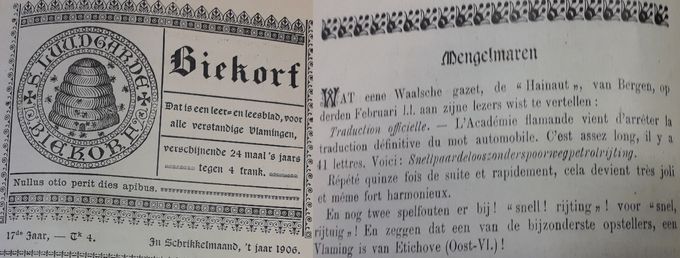 S. LUUDGARDE
BIEKORF
Biekorf
Dat is een leer- en leesblad, voor
alle verstandige Vlamingen,
verschijnende 24 maal 's jaars
tegen 4 frank.
Nullus otio perit dies apibus.
17de Jaar, — Tk 4.
In Schrikkelmaand, 't jaar 1906.
Mengelmaren
WAT eene Waalsche gazet, de “ Hainaut „ van Bergen, op
derden Februari l.l. aan zijne lezers wist te vertellen :
Traduction officielle. — L'Académie flamande vient d'arrêter la
traduction définitive du mot automobile. C'est assez long, il y a
41 lettres. Voici : Snellpaardelooszonderspoorwegpetrolrijting.
Répété quinze fois de suite et rapidement, cela devient très joli
et même fort harmonieux.
En nog twee spelfouten er bij! “ snell! rijting „! voor “ snel,
rijtuig „! En zeggen dat een van de bijzonderste opstellers, een
Vlaming is van Etichove (Oost-Vl.) !